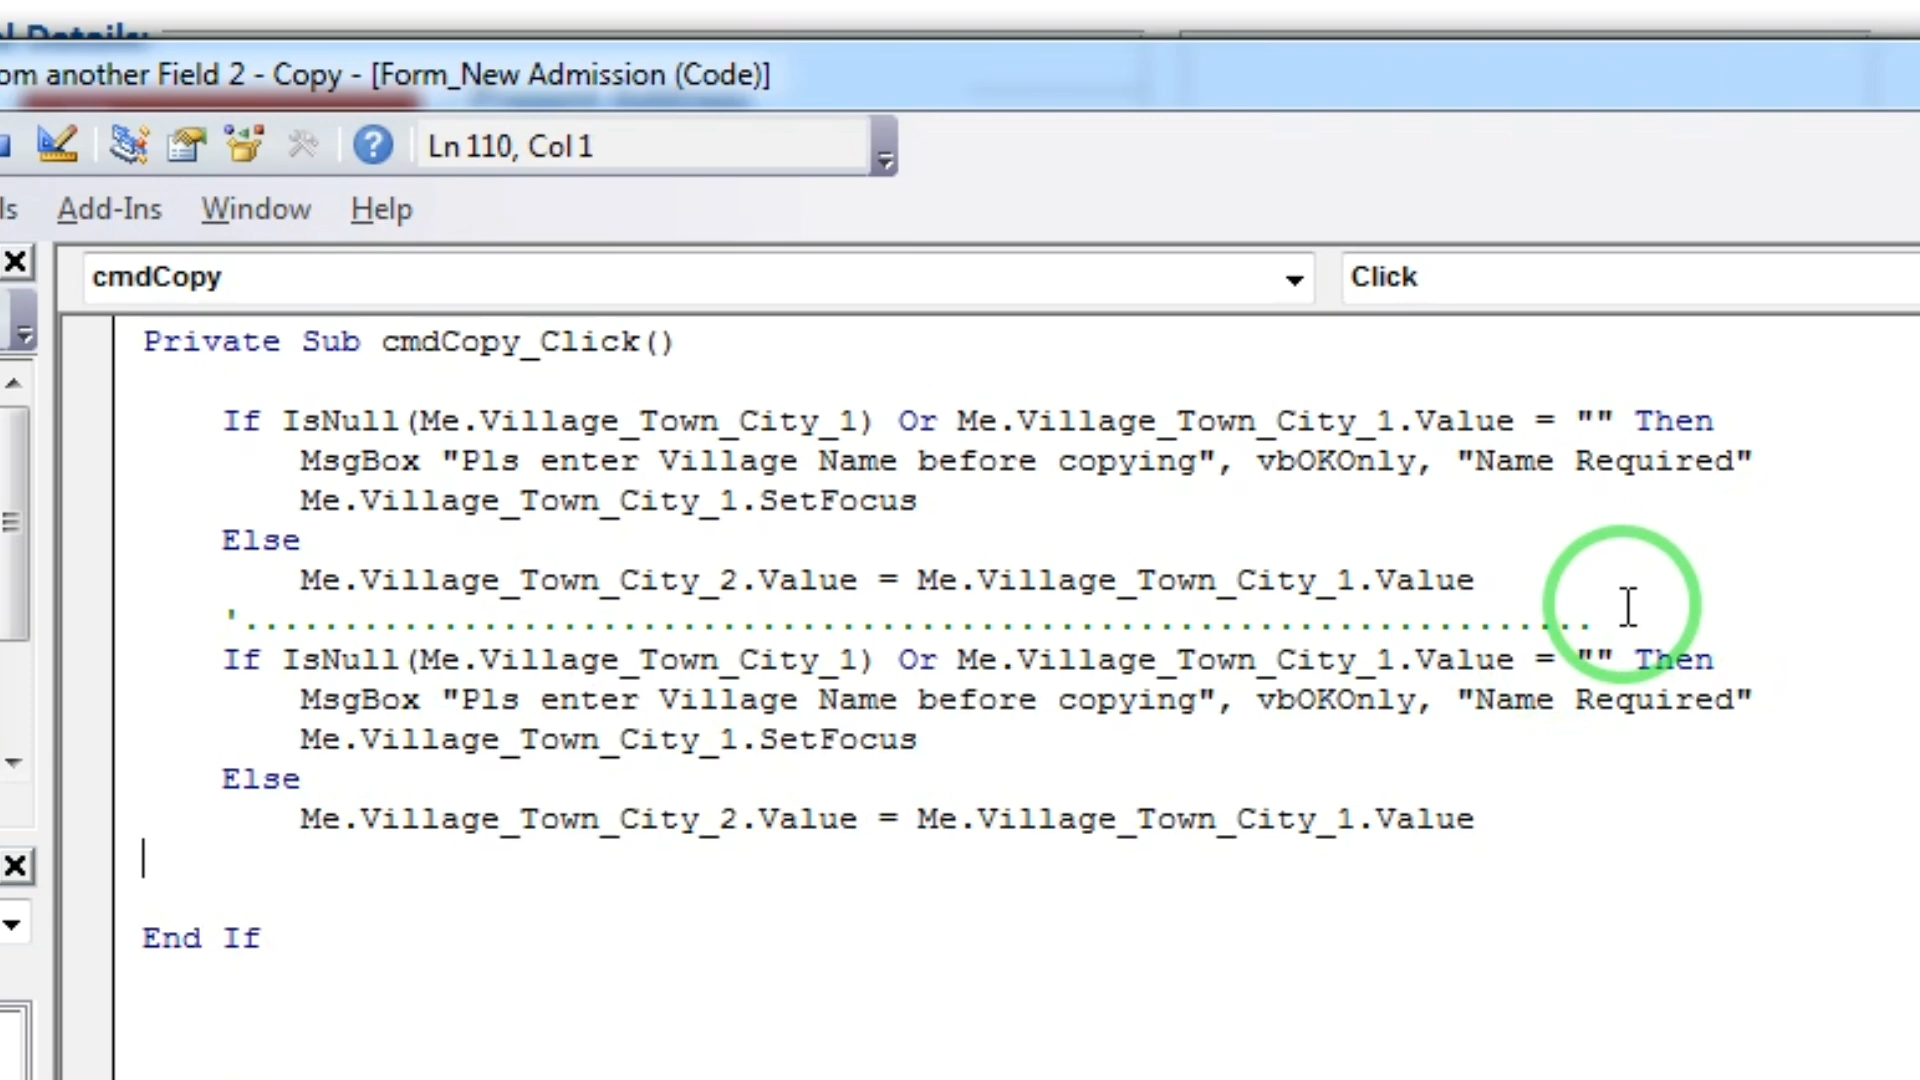 l Details:
om another Field 2 - Copy - [Form_New Admission (Code)]
Ln 110, Col 1
ls Add-Ins Window Help
cmdCopy Click
Private Sub cmdCopy_Click()
If IsNull(Me.Village_Town_City_1) Or Me.Village_Town_City_1.Value = "" Then
MsgBox "Pls enter Village Name before copying", vbOKOnly, "Name Required"
Me.Village_Town_City_1.SetFocus
Else
Me.Village_Town_City_2.Value = Me.Village_Town_City_1.Value
'....................................................................
If IsNull(Me.Village_Town_City_1) Or Me.Village_Town_City_1.Value = "" Then
MsgBox "Pls enter Village Name before copying", vbOKOnly, "Name Required"
Me.Village_Town_City_1.SetFocus
Else
Me.Village_Town_City_2.Value = Me.Village_Town_City_1.Value
End If